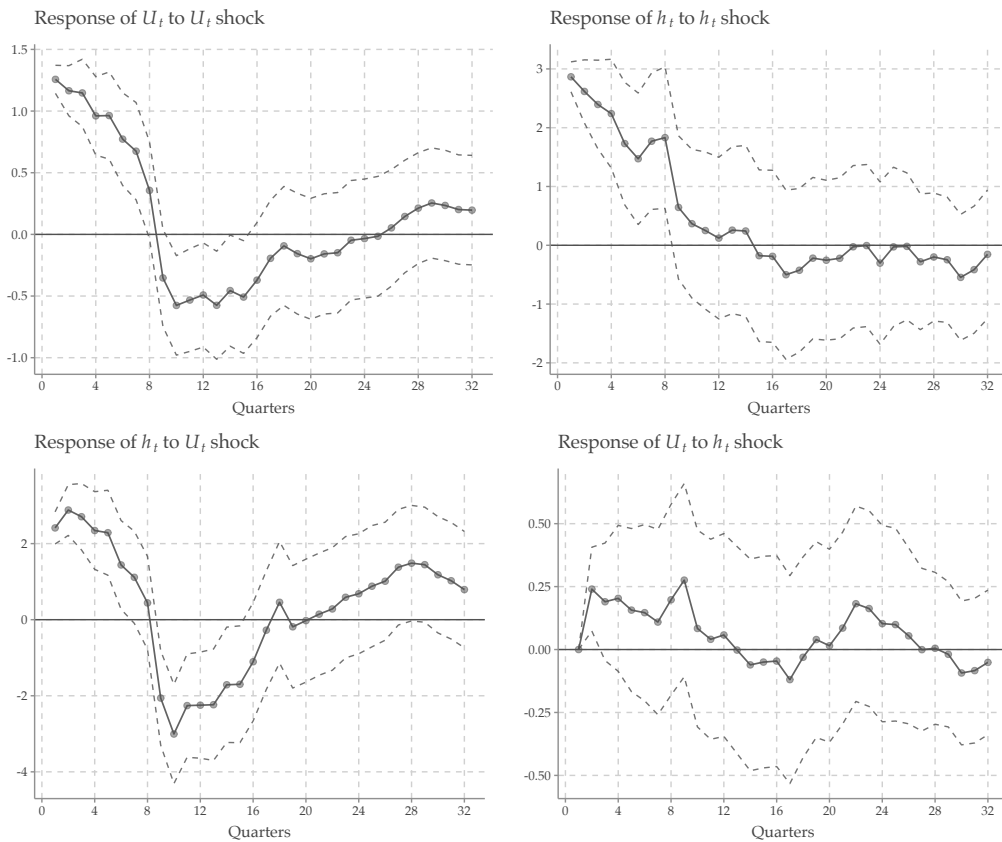 Response of U_t to U_t shock
1.5
1.0
0.5
0.0
-0.5
-1.0
0 4 8 12 16 20 24 28 32
Quarters
Response of h_t to h_t shock
3
2
1
0
-1
-2
0 4 8 12 16 20 24 28 32
Quarters
Response of h_t to U_t shock
2
0
-2
-4
0 4 8 12 16 20 24 28 32
Quarters
Response of U_t to h_t shock
0.50
0.25
0.00
-0.25
-0.50
0 4 8 12 16 20 24 28 32
Quarters